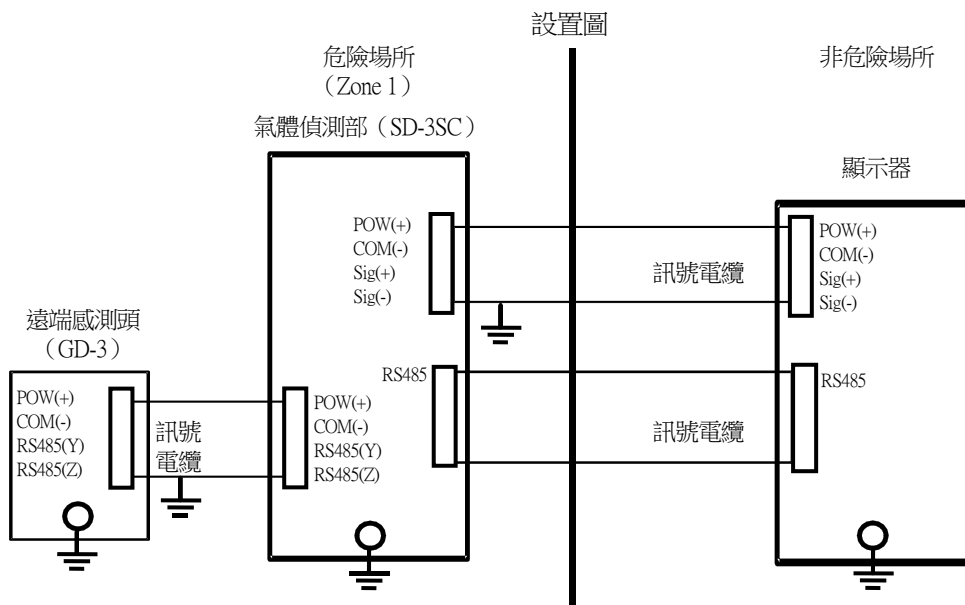 設置圖
危險場所
（Zone 1）
非危險場所
氣體偵測部（SD-3SC）
顯示器
POW(+)
COM(-)
Sig(+)
Sig(-)
訊號電纜
POW(+)
COM(-)
Sig(+)
Sig(-)
遠端感測頭
（GD-3）
POW(+)
COM(-)
RS485(Y)
RS485(Z)
訊號
電纜
POW(+)
COM(-)
RS485(Y)
RS485(Z)
RS485
訊號電纜
RS485